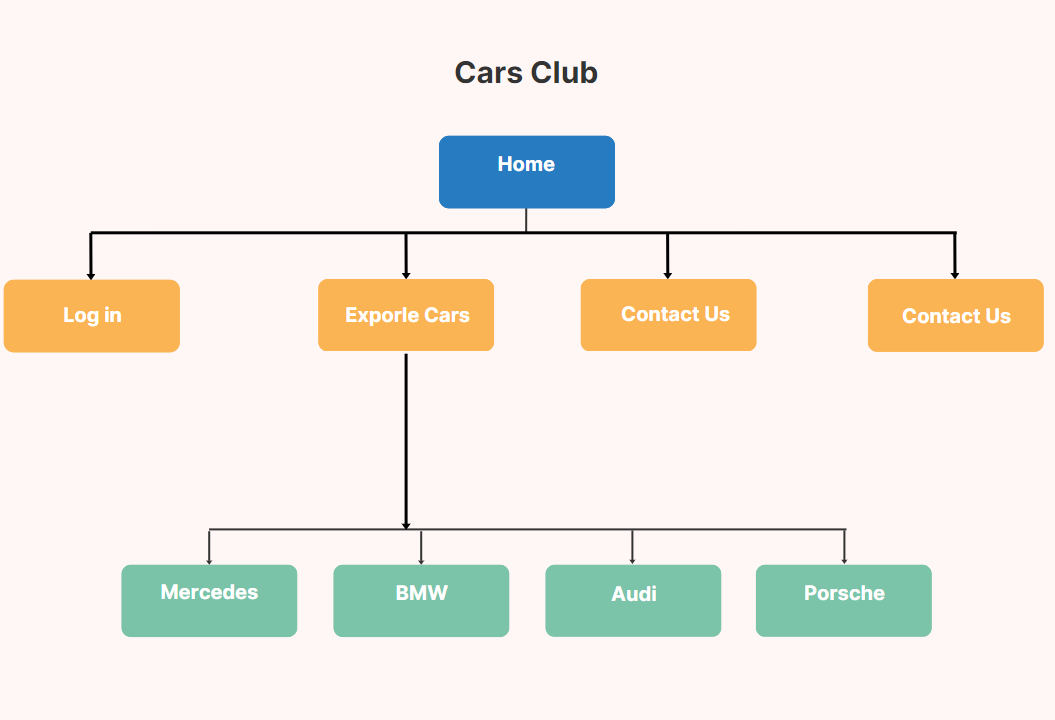 Cars Club
Home
Log in
Exporle Cars
Contact Us
Contact Us
Mercedes
BMW
Audi
Porsche